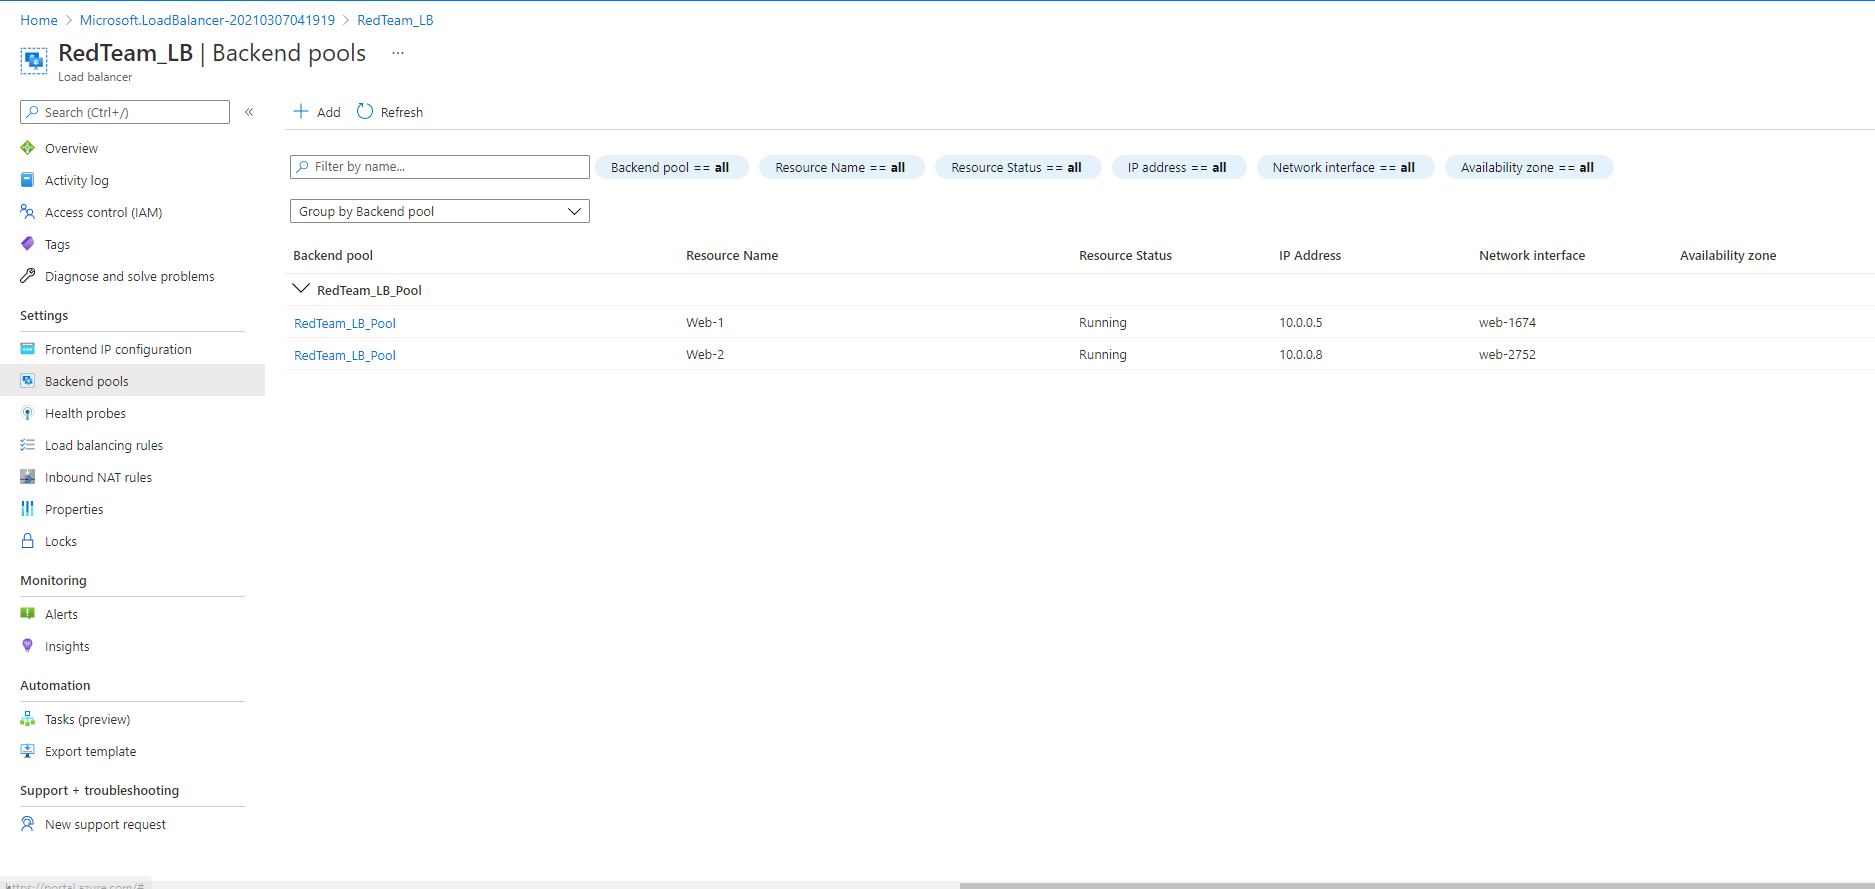 Home > Microsoft.LoadBalancer-20210307041919 > RedTeam_LB
RedTeam_LB | Backend pools ...
Load balancer
Search (Ctrl+/) «
Overview
Activity log
Access control (IAM)
Tags
Diagnose and solve problems
Settings
Frontend IP configuration
Backend pools
Health probes
Load balancing rules
Inbound NAT rules
Properties
Locks
Monitoring
Alerts
Insights
Automation
Tasks (preview)
Export template
Support + troubleshooting
New support request
Add Refresh
Filter by name... Backend pool == all Resource Name == all Resource Status == all IP address == all Network interface == all Availability zone == all
Group by Backend pool
Backend pool Resource Name Resource Status IP Address Network interface Availability zone
RedTeam_LB_Pool
RedTeam_LB_Pool Web-1 Running 10.0.0.5 web-1674
RedTeam_LB_Pool Web-2 Running 10.0.0.8 web-2752
https://portal.azure.com/#